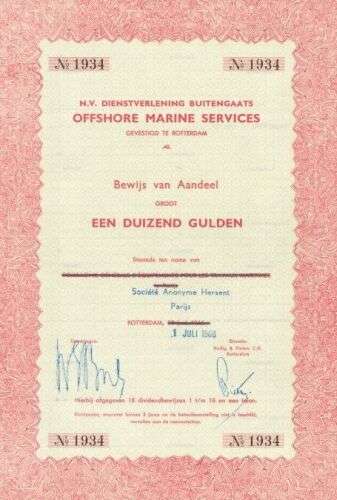 № 1934 № 1934
N.V. DIENSTVERLENING BUITENGAATS
OFFSHORE MARINE SERVICES
GEVESTIGD TE ROTTERDAM
Bewijs van Aandeel
GROOT
EEN DUIZEND GULDEN
Staande ten name van
Société Anonyme Hersent
Parijs
ROTTERDAM,
1 JULI 1968
Hierbij afgegeven 15 dividendbewijzen 1 t/m 15 en een talon.
№ 1934 № 1934